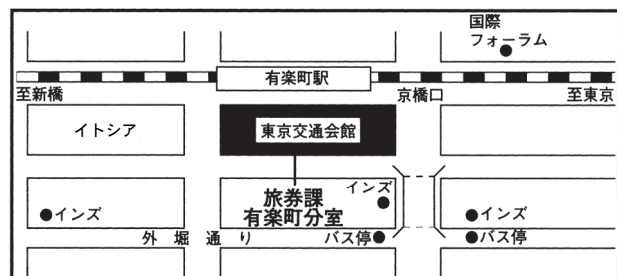 国際
フォーラム
有楽町駅
至新橋
京橋口
至東京
イトシア
東京交通会館
旅券課
有楽町分室
インズ
インズ
インズ
外堀通り
バス停
バス停